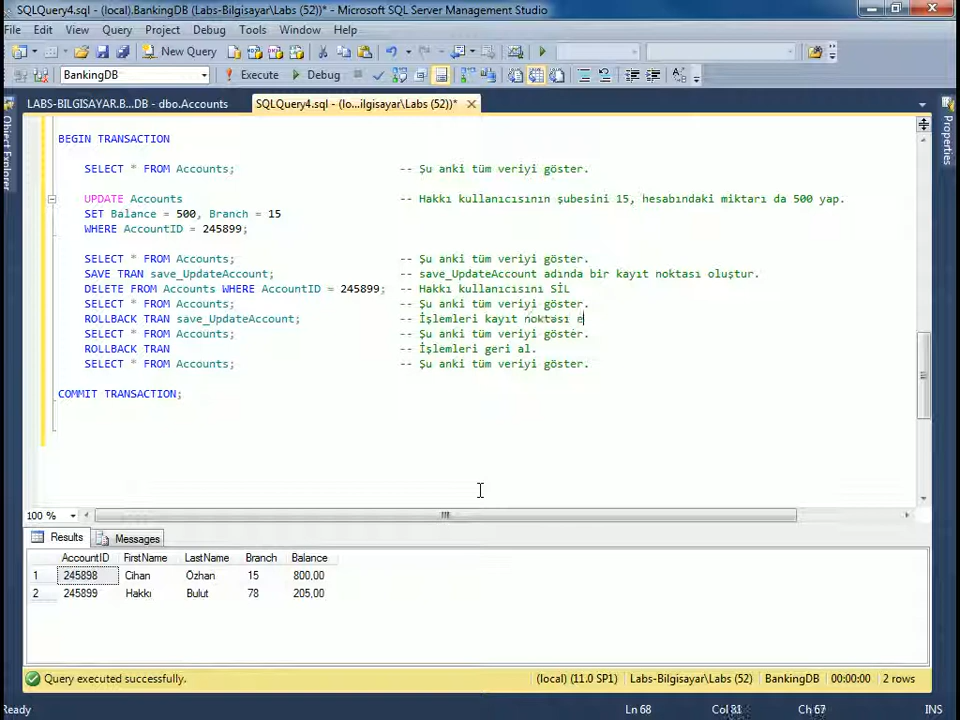 SQLQuery4.sql - (local).BankingDB (Labs-Bilgisayar\Labs (52))* - Microsoft SQL Server Management Studio
File Edit View Query Project Debug Tools Window Help
New Query
BankingDB Execute Debug
LABS-BILGISAYAR.B...DB - dbo.Accounts SQLQuery4.sql - (lo...ilgisayar\Labs (52))*
Object Explorer
Properties
BEGIN TRANSACTION
SELECT * FROM Accounts; -- Şu anki tüm veriyi göster.
UPDATE Accounts -- Hakkı kullanıcısının şubesini 15, hesabındaki miktarı da 500 yap.
SET Balance = 500, Branch = 15
WHERE AccountID = 245899;
SELECT * FROM Accounts; -- Şu anki tüm veriyi göster.
SAVE TRAN save_UpdateAccount; -- save_UpdateAccount adında bir kayıt noktası oluştur.
DELETE FROM Accounts WHERE AccountID = 245899; -- Hakkı kullanıcısını SİL
SELECT * FROM Accounts; -- Şu anki tüm veriyi göster.
ROLLBACK TRAN save_UpdateAccount; -- İşlemleri kayıt noktası e
SELECT * FROM Accounts; -- Şu anki tüm veriyi göster.
ROLLBACK TRAN -- İşlemleri geri al.
SELECT * FROM Accounts; -- Şu anki tüm veriyi göster.
COMMIT TRANSACTION;
100 %
Results Messages
AccountID FirstName LastName Branch Balance
1 245898 Cihan Özhan 15 800,00
2 245899 Hakkı Bulut 78 205,00
Query executed successfully. (local) (11.0 SP1) Labs-Bilgisayar\Labs (52) BankingDB 00:00:00 2 rows
Ready Ln 68 Col 81 Ch 67 INS